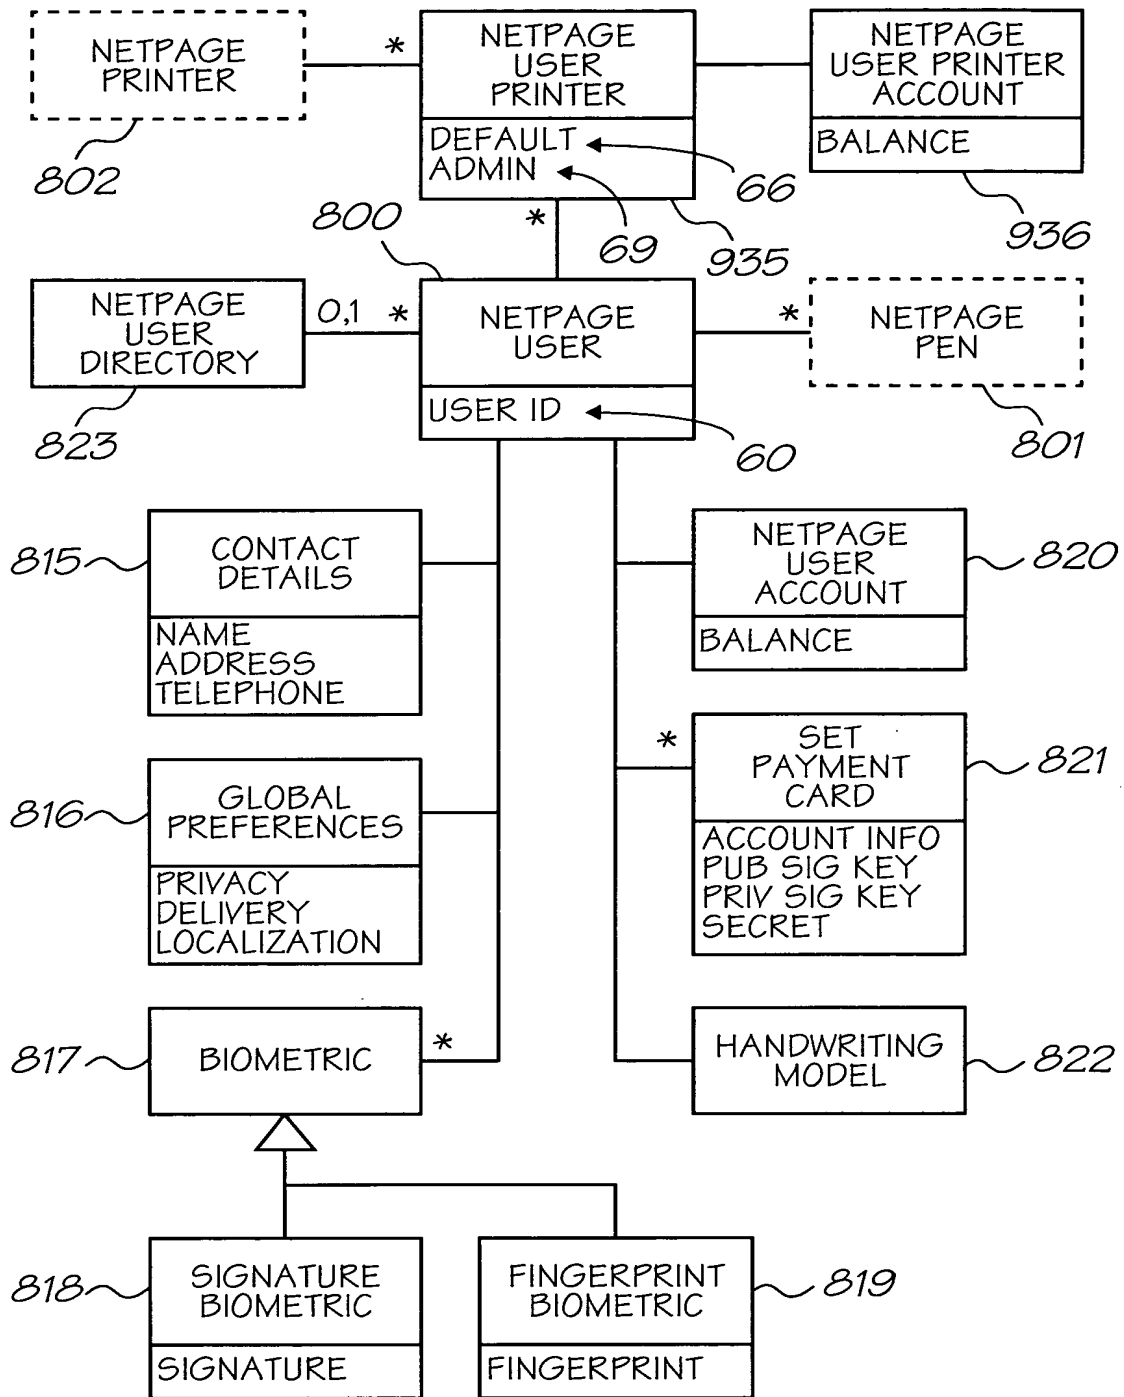 NETPAGE
PRINTER
802
*
NETPAGE
USER
PRINTER
DEFAULT
ADMIN
66
69
935
NETPAGE
USER PRINTER
ACCOUNT
BALANCE
936
*
800
NETPAGE
USER
DIRECTORY
823
0,1
*
NETPAGE
USER
USER ID
60
*
NETPAGE
PEN
801
815
CONTACT
DETAILS
NAME
ADDRESS
TELEPHONE
NETPAGE
USER
ACCOUNT
BALANCE
820
816
GLOBAL
PREFERENCES
PRIVACY
DELIVERY
LOCALIZATION
*
SET
PAYMENT
CARD
ACCOUNT INFO
PUB SIG KEY
PRIV SIG KEY
SECRET
821
817
BIOMETRIC
*
HANDWRITING
MODEL
822
818
SIGNATURE
BIOMETRIC
SIGNATURE
FINGERPRINT
BIOMETRIC
FINGERPRINT
819